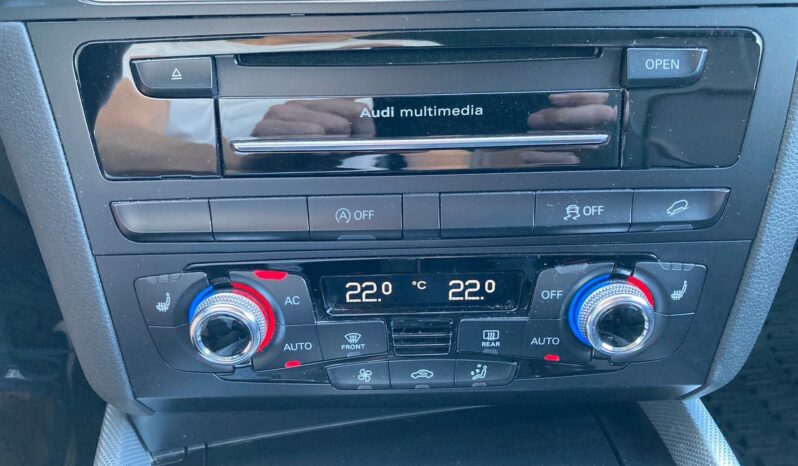 OPEN
Audi multimedia
A OFF
OFF
22.0 °C 22.0
AC
OFF
AUTO
FRONT
REAR
AUTO